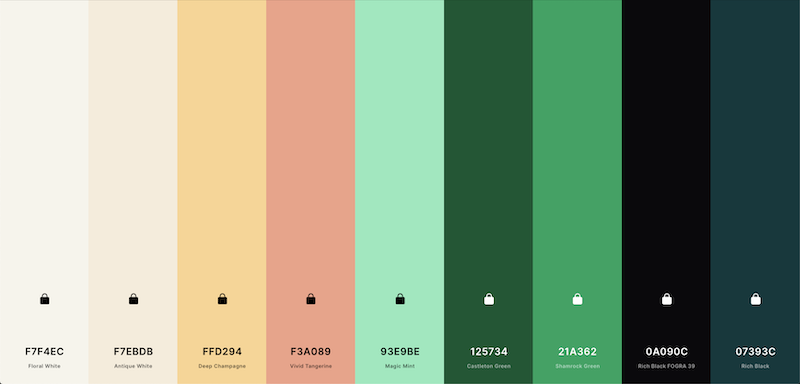 F7F4EC
Floral White
F7EBDB
Antique White
FFD294
Deep Champagne
F3A089
Vivid Tangerine
93E9BE
Magic Mint
125734
Castleton Green
21A362
Shamrock Green
0A090C
Rich Black FOGRA 39
07393C
Rich Black